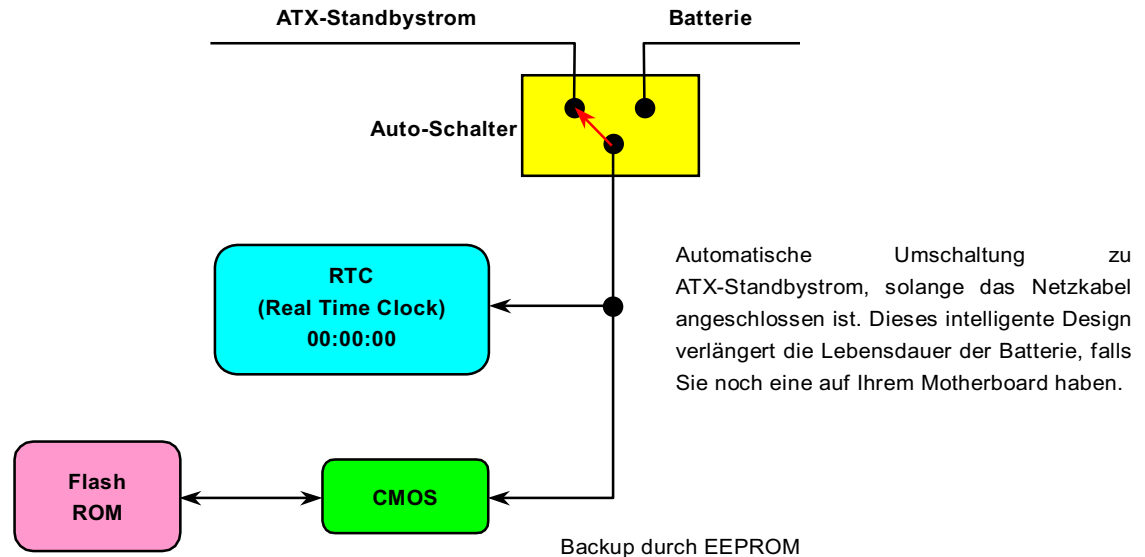 ATX-Standbystrom
Batterie
Auto-Schalter
RTC
(Real Time Clock)
00:00:00
Automatische Umschaltung zu
ATX-Standbystrom, solange das Netzkabel
angeschlossen ist. Dieses intelligente Design
verlängert die Lebensdauer der Batterie, falls
Sie noch eine auf Ihrem Motherboard haben.
Flash
ROM
CMOS
Backup durch EEPROM